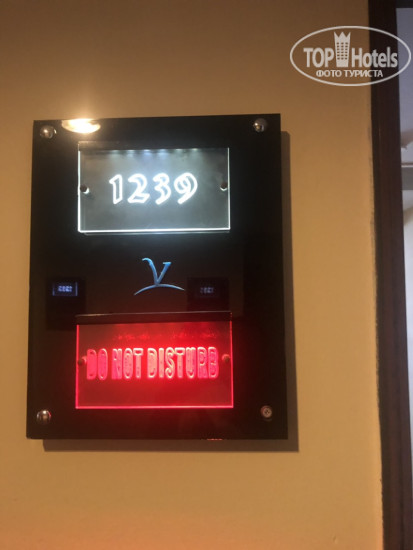 TOP Hotels
ФОТО ТУРИСТА
1239
V
DO NOT DISTURB